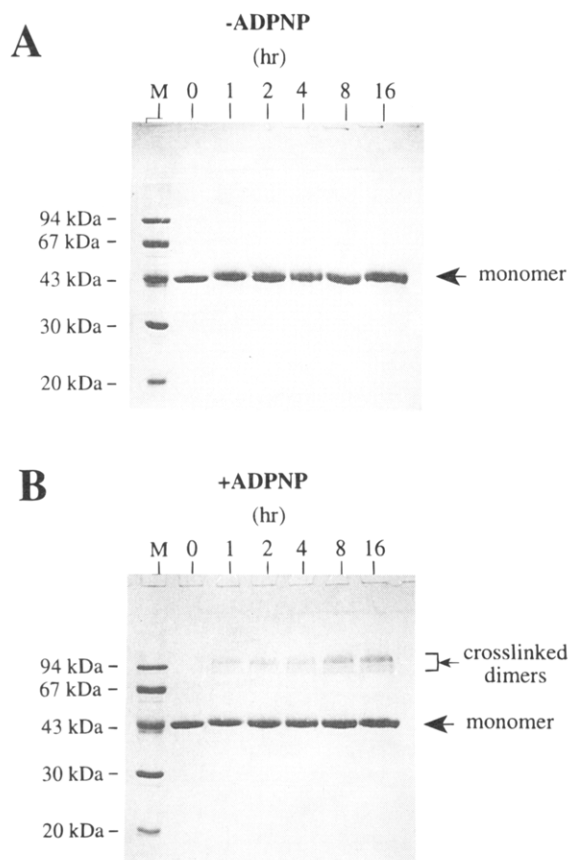 A
-ADPNP
(hr)
M 0 1 2 4 8 16
94 kDa -
67 kDa -
43 kDa -
monomer
30 kDa -
20 kDa -
B
+ADPNP
(hr)
M 0 1 2 4 8 16
94 kDa -
crosslinked
dimers
67 kDa -
43 kDa -
monomer
30 kDa -
20 kDa -